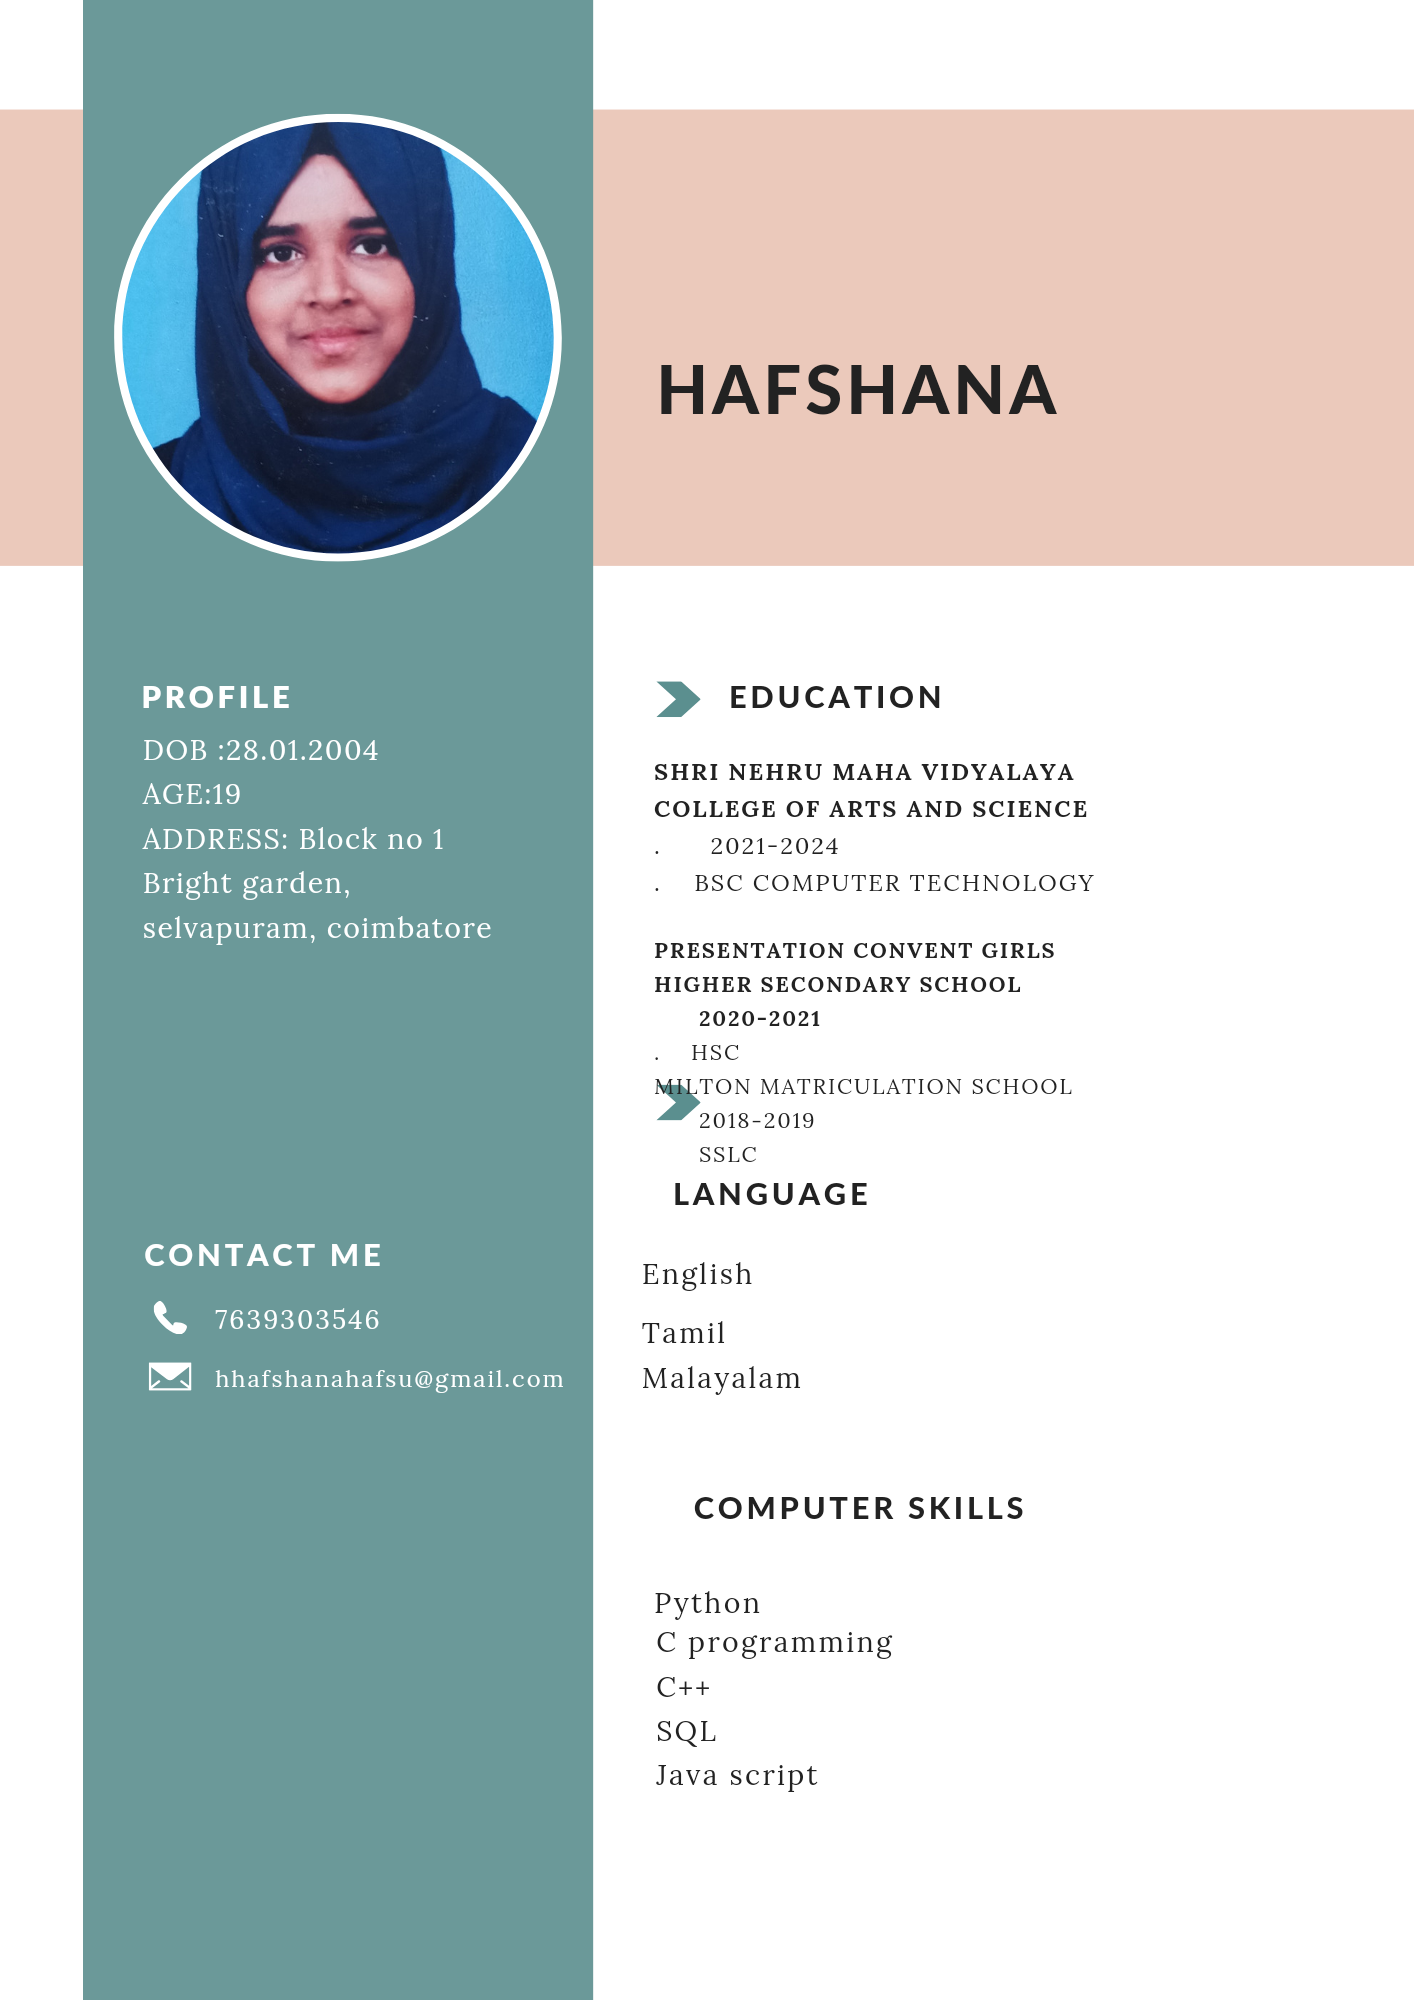 HAFSHANA
PROFILE
DOB :28.01.2004
AGE:19
ADDRESS: Block no 1
Bright garden,
selvapuram, coimbatore
CONTACT ME
7639303546
hhafshanahafsu@gmail.com
EDUCATION
SHRI NEHRU MAHA VIDYALAYA
COLLEGE OF ARTS AND SCIENCE
. 2021-2024
. BSC COMPUTER TECHNOLOGY
PRESENTATION CONVENT GIRLS
HIGHER SECONDARY SCHOOL
2020-2021
. HSC
MILTON MATRICULATION SCHOOL
2018-2019
SSLC
LANGUAGE
English
Tamil
Malayalam
COMPUTER SKILLS
Python
C programming
C++
SQL
Java script